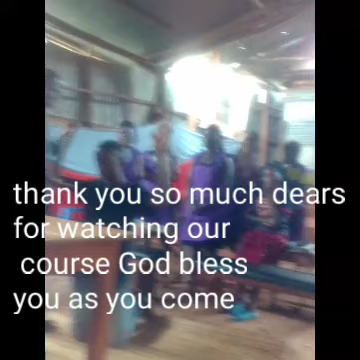 thank you so much dears
for watching our
course God bless
you as you come